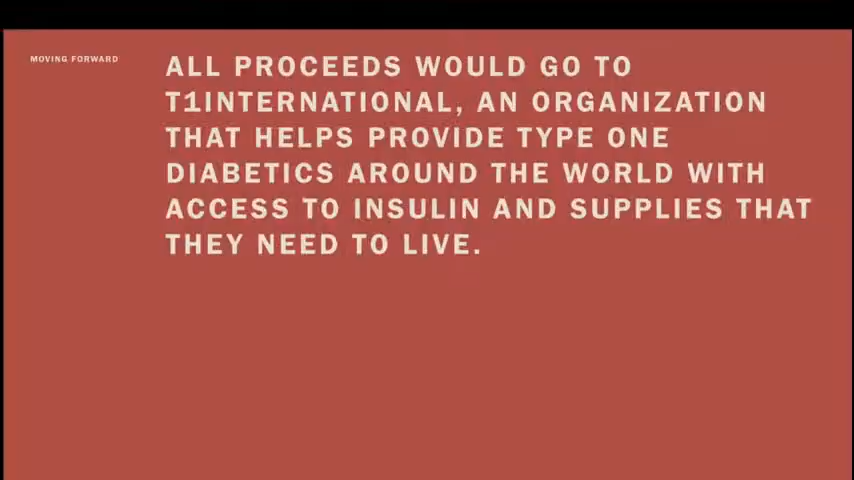 MOVING FORWARD
ALL PROCEEDS WOULD GO TO
T1INTERNATIONAL, AN ORGANIZATION
THAT HELPS PROVIDE TYPE ONE
DIABETICS AROUND THE WORLD WITH
ACCESS TO INSULIN AND SUPPLIES THAT
THEY NEED TO LIVE.